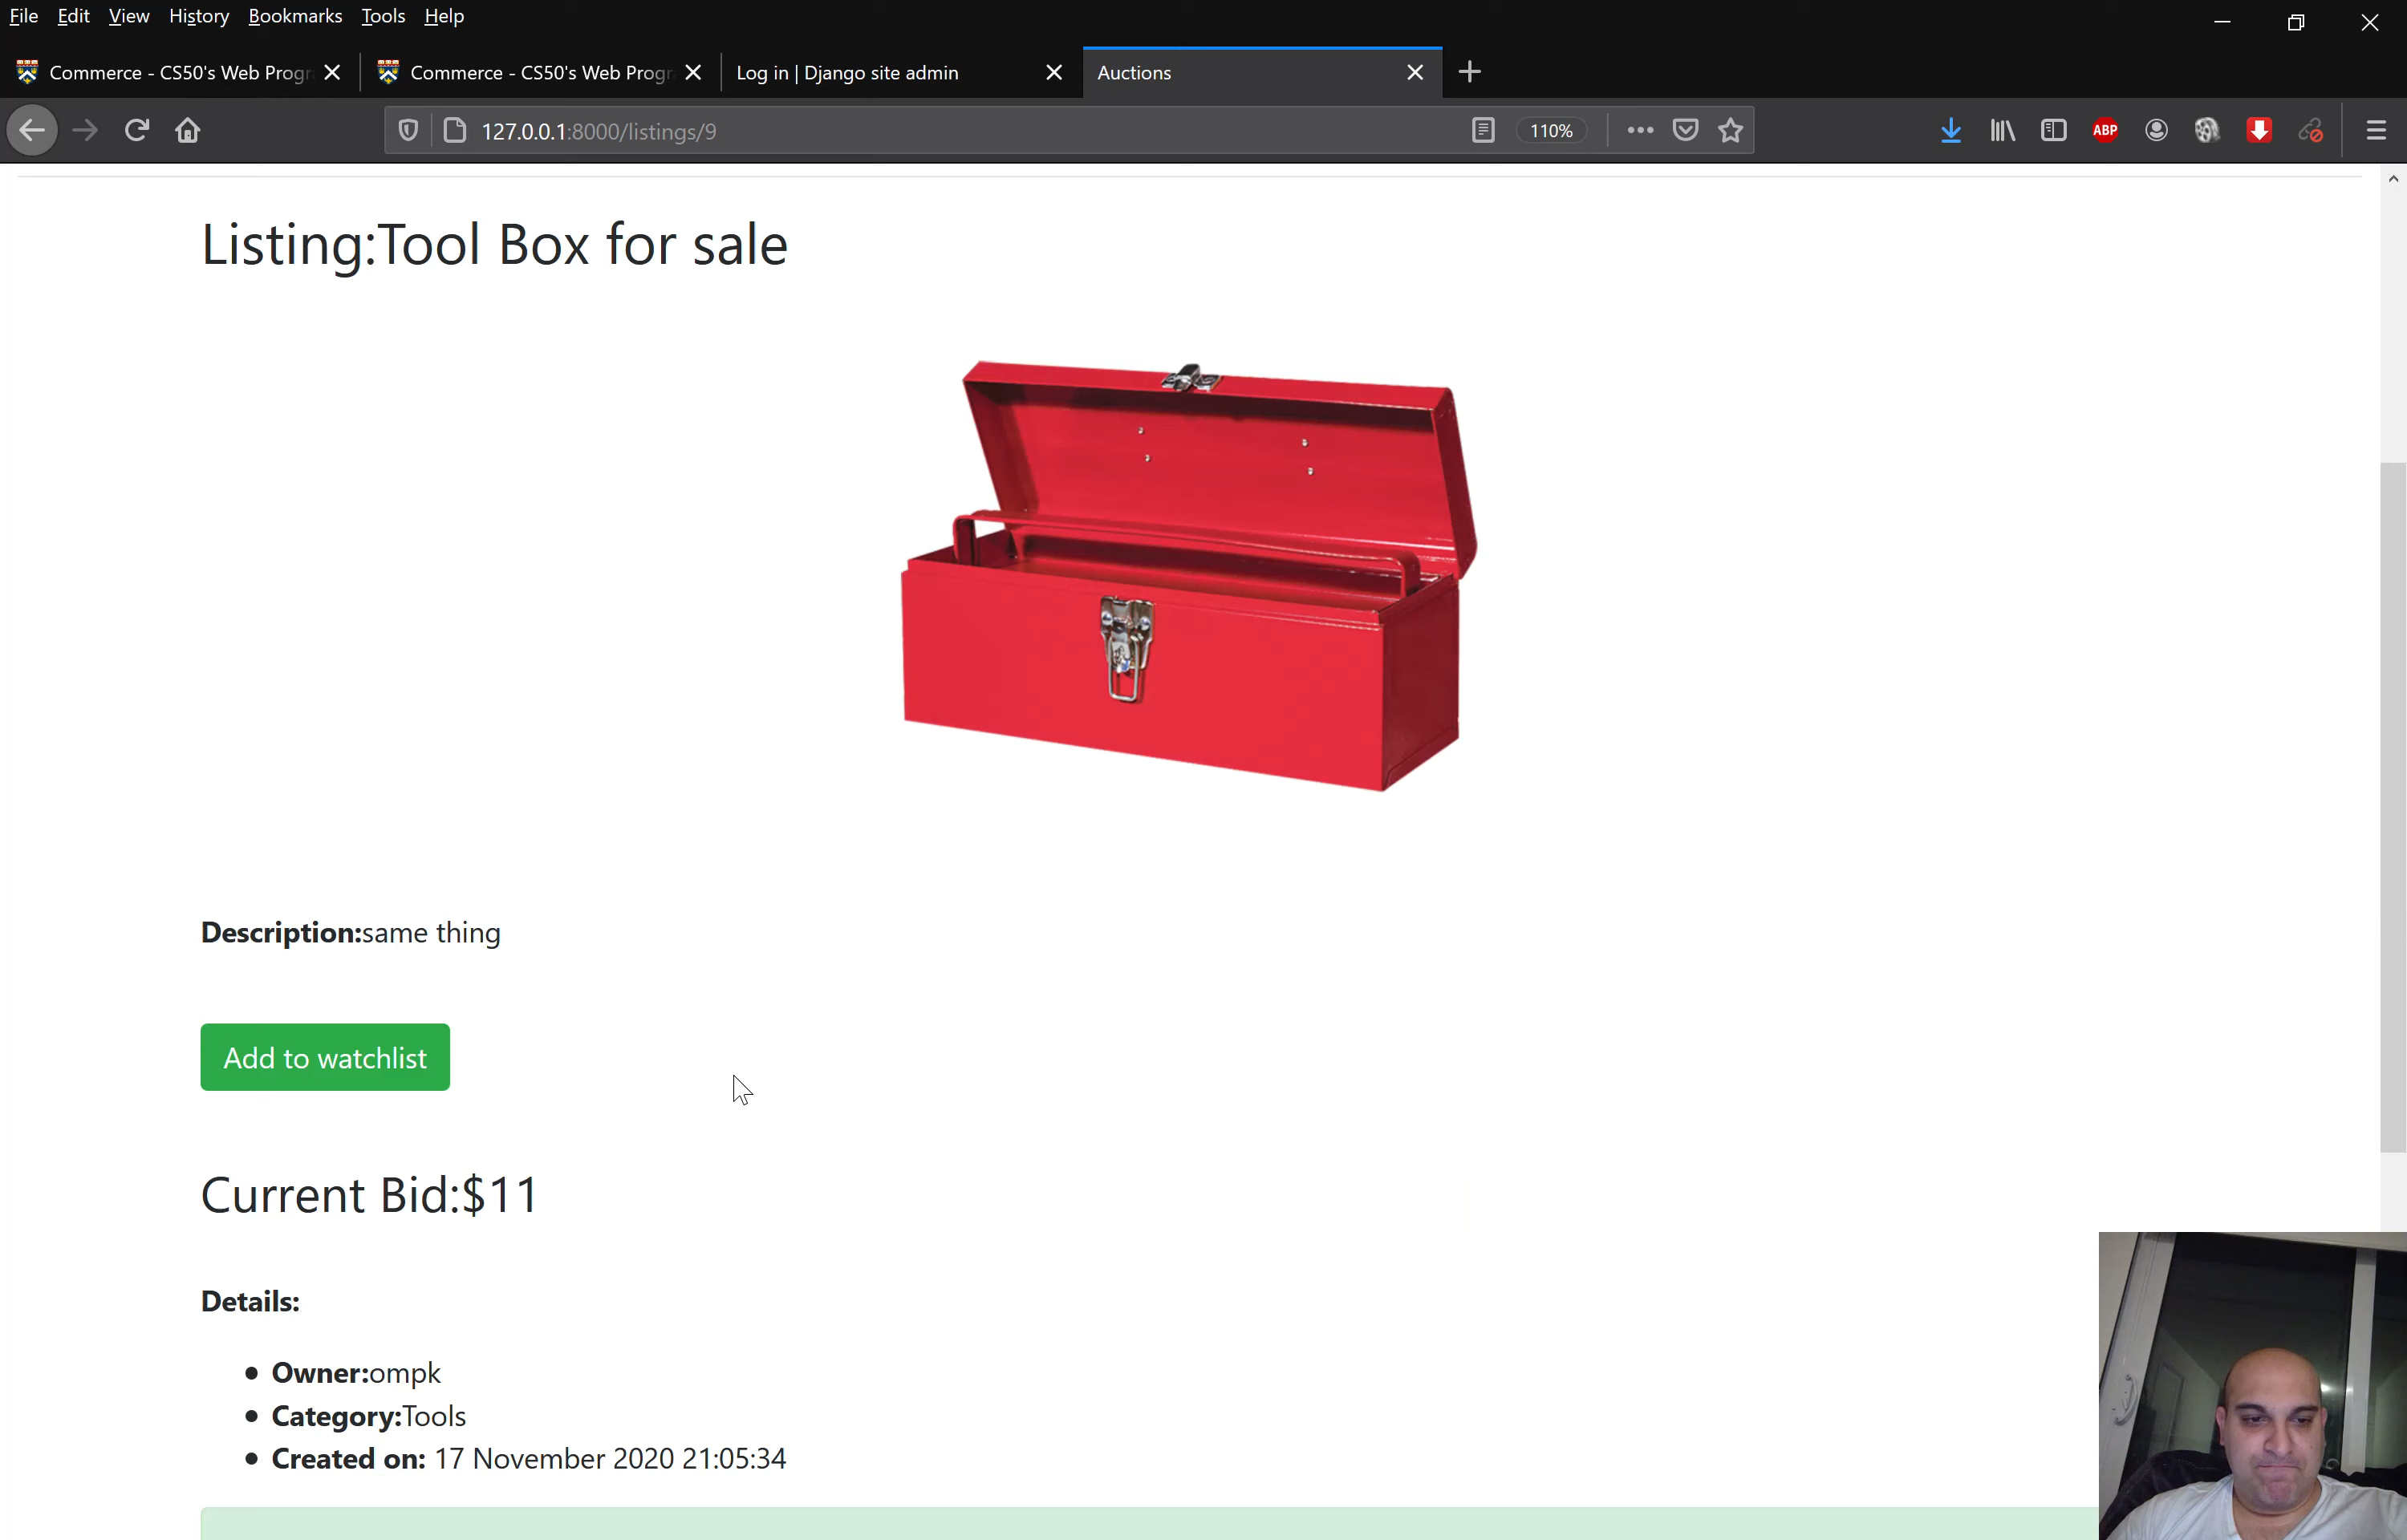 File Edit View History Bookmarks Tools Help
Commerce - CS50's Web Progr
Commerce - CS50's Web Progr
Log in | Django site admin
Auctions
127.0.0.1:8000/listings/9
110%
ABP
Listing:Tool Box for sale
Description:same thing
Add to watchlist
Current Bid:$11
Details:
Owner:ompk
Category:Tools
Created on: 17 November 2020 21:05:34